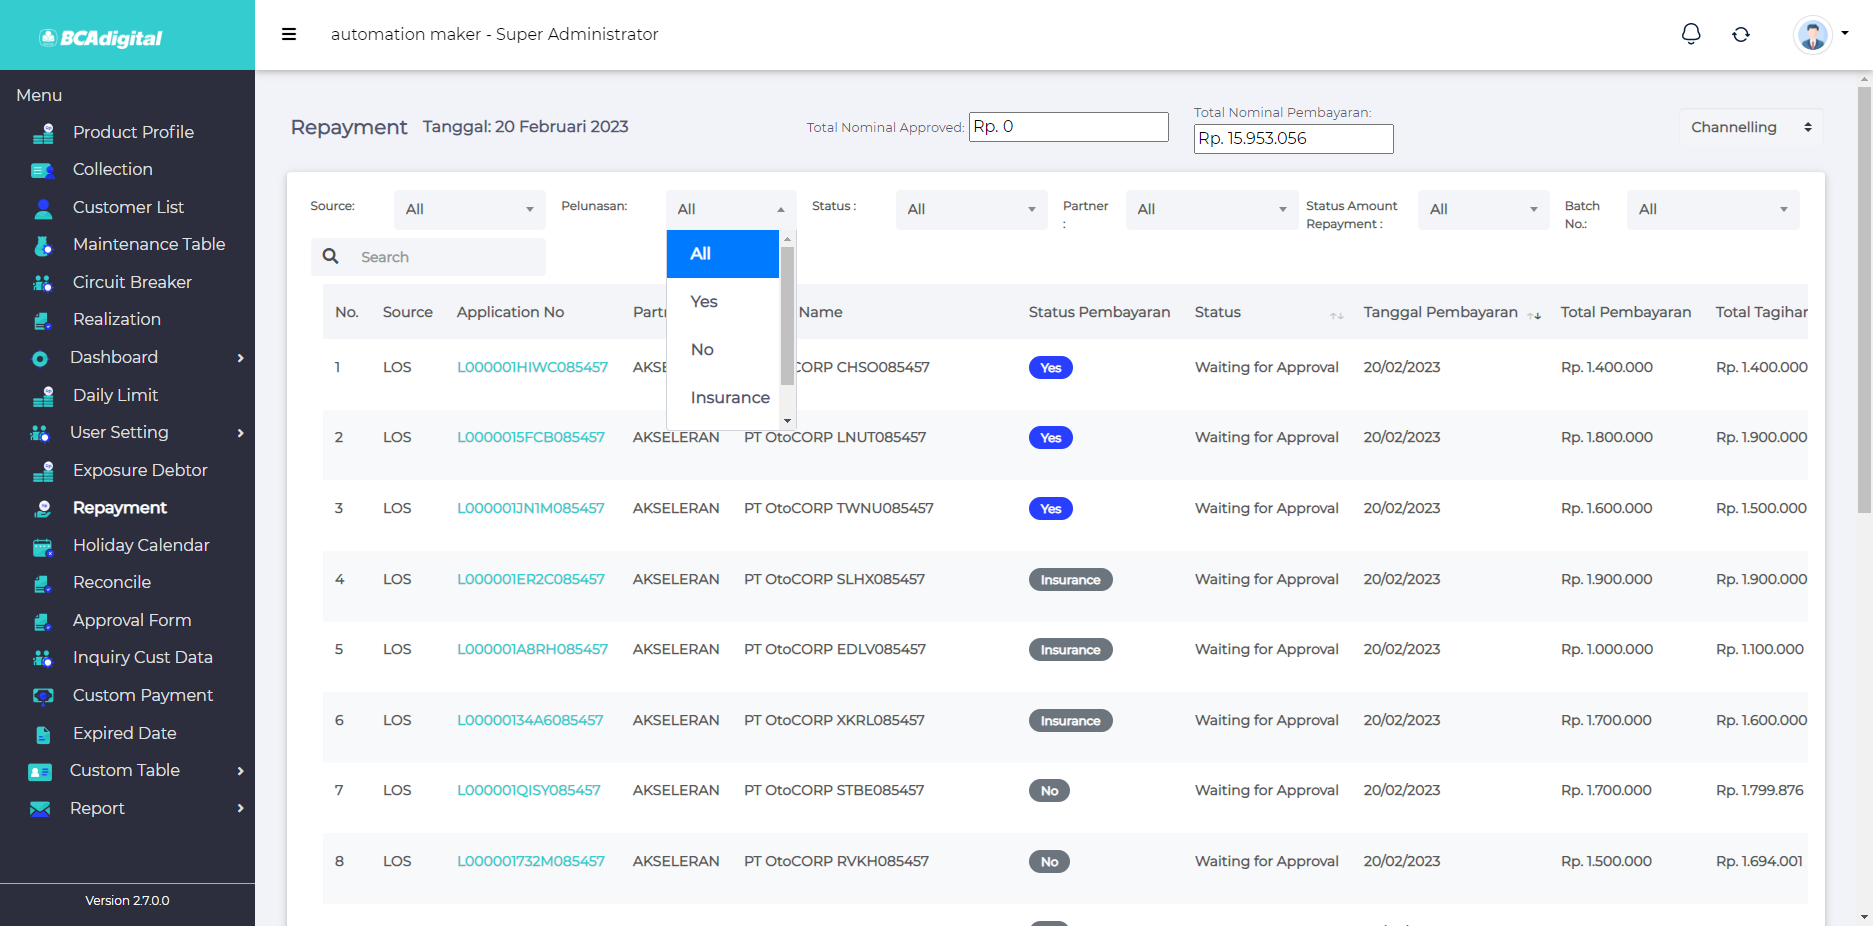 BCAdigital
automation maker - Super Administrator
Menu
Product Profile
Collection
Customer List
Maintenance Table
Circuit Breaker
Realization
Dashboard
Daily Limit
User Setting
Exposure Debtor
Repayment
Holiday Calendar
Reconcile
Approval Form
Inquiry Cust Data
Custom Payment
Expired Date
Custom Table
Report
Version 2.7.0.0
Repayment Tanggal: 20 Februari 2023
Total Nominal Approved: Rp. 0
Total Nominal Pembayaran:
Rp. 15.953.056
Channelling
Source: All
Pelunasan: All
Status : All
Partner : All
Status Amount Repayment : All
Batch No.: All
Search
All
Yes
No
Insurance
No. Source Application No Name Status Pembayaran Status Tanggal Pembayaran Total Pembayaran
1 LOS L000001HIWC085457 CHSO085457 Yes Waiting for Approval 20/02/2023 Rp. 1.400.000 Rp. 1.400.000
2 LOS L0000015FCB085457 AKSELERAN PT OtoCORP LNUT085457 Yes Waiting for Approval 20/02/2023 Rp. 1.800.000 Rp. 1.900.000
3 LOS L000001JN1M085457 AKSELERAN PT OtoCORP TWNU085457 Yes Waiting for Approval 20/02/2023 Rp. 1.600.000 Rp. 1.500.000
4 LOS L000001ER2C085457 AKSELERAN PT OtoCORP SLHX085457 Insurance Waiting for Approval 20/02/2023 Rp. 1.900.000 Rp. 1.900.000
5 LOS L000001A8RH085457 AKSELERAN PT OtoCORP EDLV085457 Insurance Waiting for Approval 20/02/2023 Rp. 1.000.000 Rp. 1.100.000
6 LOS L00000134A6085457 AKSELERAN PT OtoCORP XKRL085457 Insurance Waiting for Approval 20/02/2023 Rp. 1.700.000 Rp. 1.600.000
7 LOS L000001QISY085457 AKSELERAN PT OtoCORP STBE085457 No Waiting for Approval 20/02/2023 Rp. 1.700.000 Rp. 1.799.876
8 LOS L000001732M085457 AKSELERAN PT OtoCORP RVKH085457 No Waiting for Approval 20/02/2023 Rp. 1.500.000 Rp. 1.694.001